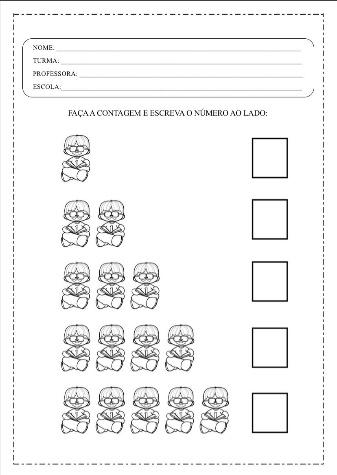 NOME:
TURMA:
PROFESSORA:
ESCOLA:
FAÇA A CONTAGEM E ESCREVA O NÚMERO AO LADO: